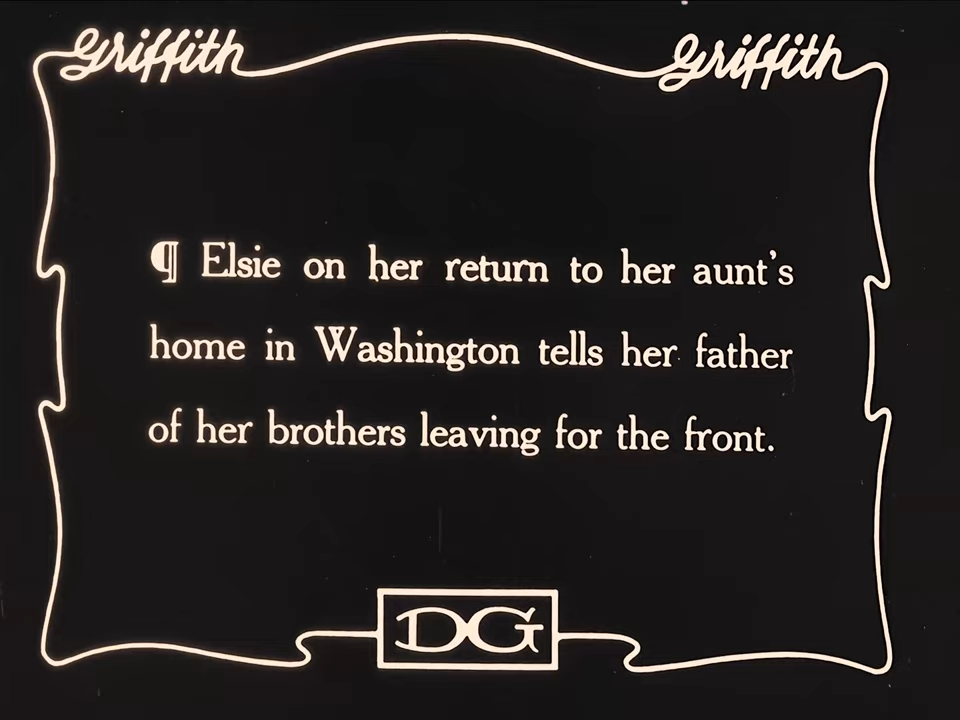 Griffith Griffith
¶ Elsie on her return to her aunt's
home in Washington tells her father
of her brothers leaving for the front.
DG